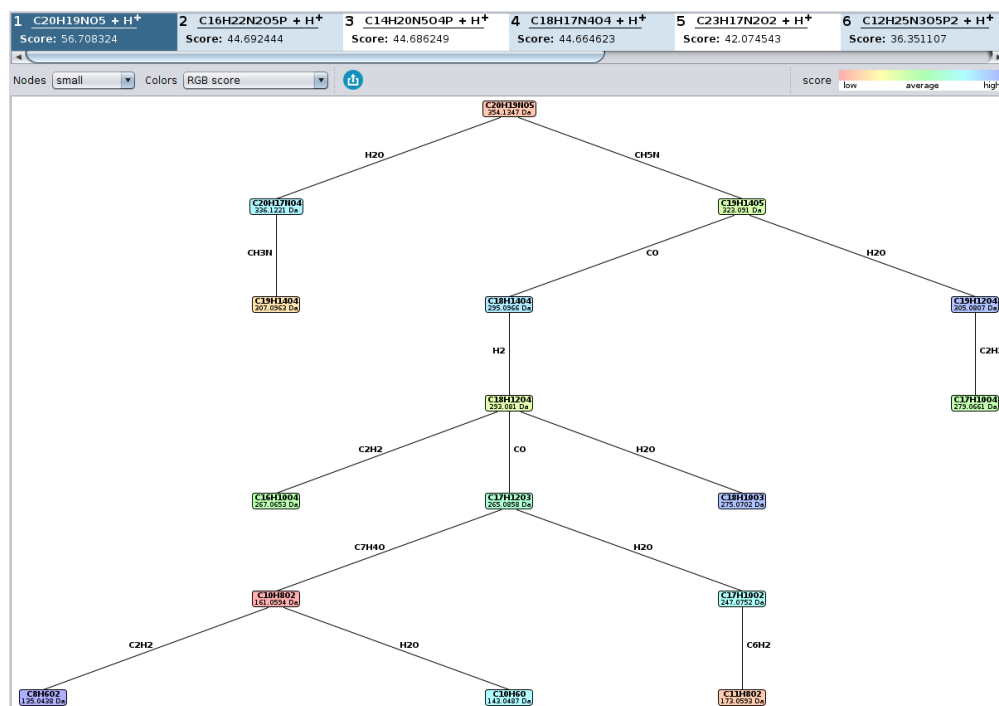 1 C20H19NO5 + H+ 2 C16H22N2O5P + H+ 3 C14H20N5O4P + H+ 4 C18H17N4O4 + H+ 5 C23H17N2O2 + H+ 6 C12H25N3O5P2 + H+
Score: 56.708324 Score: 44.692444 Score: 44.686249 Score: 44.664623 Score: 42.074543 Score: 36.351107
Nodes small Colors RGB score score low average high
C20H19NO5
354.1347 Da
H2O CH5N
C20H17NO4 C19H14O5
336.1221 Da 323.091 Da
CH3N CO H2O
C19H14O4 C18H14O4 C19H12O4
307.0963 Da 295.0966 Da 305.0807 Da
H2 C2H
C18H12O4 C17H10O4
293.081 Da 279.0661 Da
C2H2 CO H2O
C16H10O4 C17H12O3 C18H10O3
267.0653 Da 265.0858 Da 275.0702 Da
C7H4O H2O
C10H8O2 C17H10O2
161.0594 Da 247.0752 Da
C2H2 H2O C6H2
C8H6O2 C10H6O C11H8O2
135.0438 Da 143.0487 Da 173.0593 Da